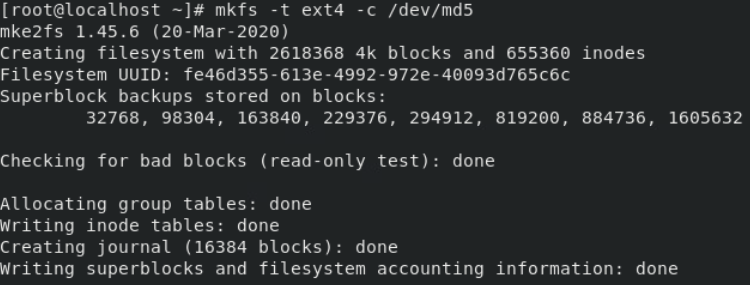 [root@localhost ~]# mkfs -t ext4 -c /dev/md5
mke2fs 1.45.6 (20-Mar-2020)
Creating filesystem with 2618368 4k blocks and 655360 inodes
Filesystem UUID: fe46d355-613e-4992-972e-40093d765c6c
Superblock backups stored on blocks:
        32768, 98304, 163840, 229376, 294912, 819200, 884736, 1605632
Checking for bad blocks (read-only test): done
Allocating group tables: done
Writing inode tables: done
Creating journal (16384 blocks): done
Writing superblocks and filesystem accounting information: done